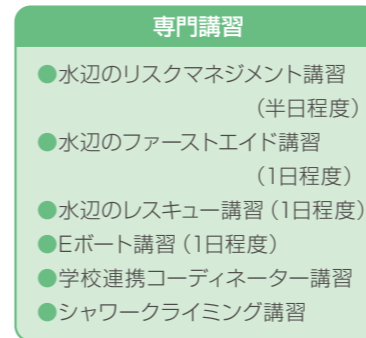 専門講習
●水辺のリスクマネジメント講習
（半日程度）
●水辺のファーストエイド講習
（1日程度）
●水辺のレスキュー講習（1日程度）
●Eボート講習（1日程度）
●学校連携コーディネーター講習
●シャワークライミング講習